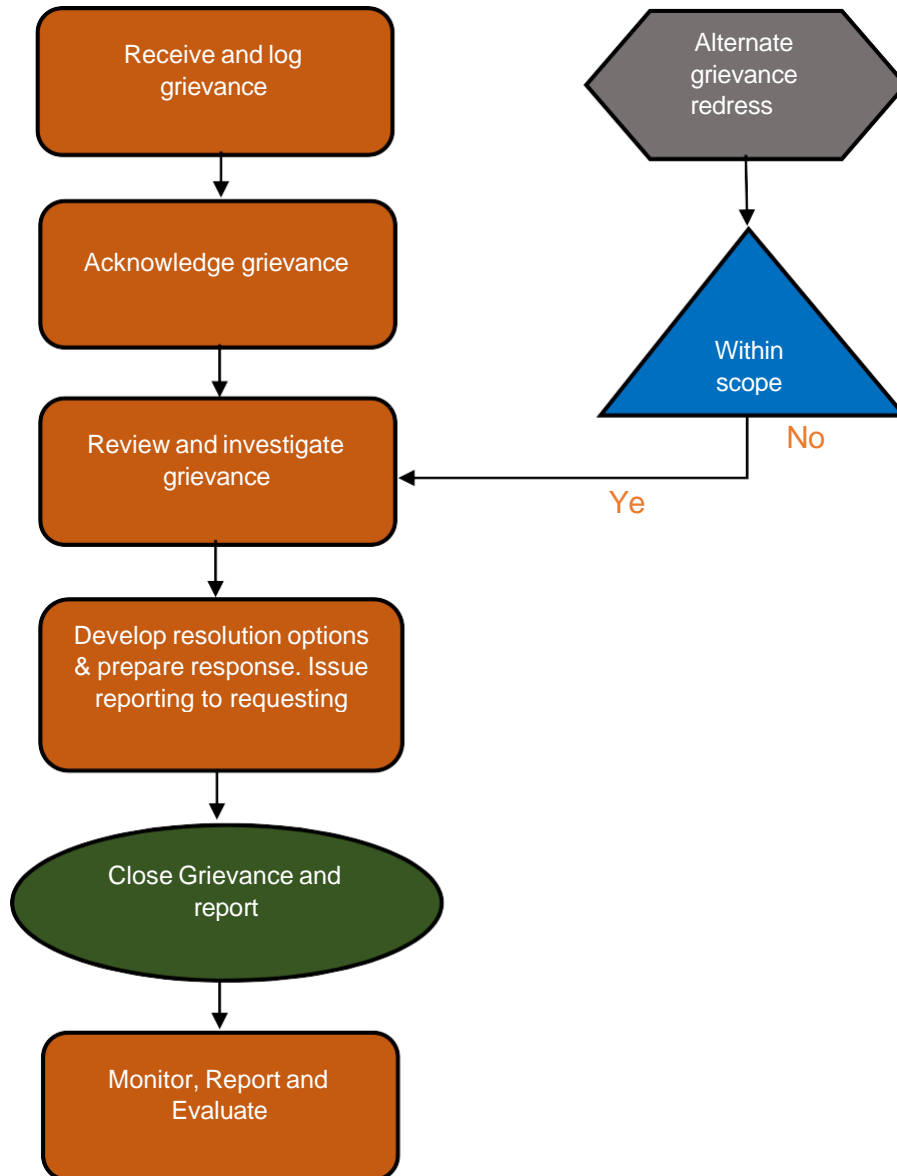 Receive and log
grievance
Alternate
grievance
redress
Acknowledge grievance
Within
scope
No
Review and investigate
grievance
Ye
Develop resolution options
& prepare response. Issue
reporting to requesting
Close Grievance and
report
Monitor, Report and
Evaluate